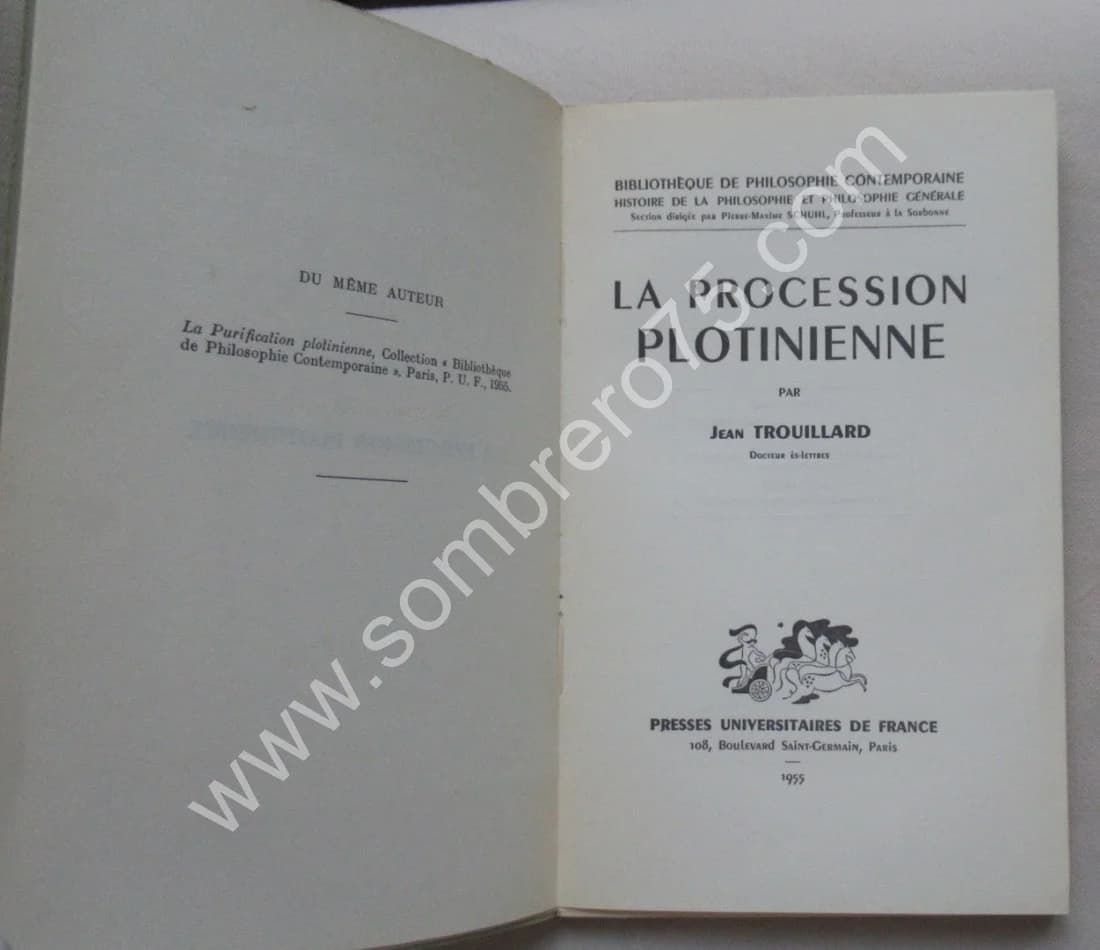 DU MÊME AUTEUR
La Purification plotinienne, Collection « Bibliothèque
de Philosophie Contemporaine ». Paris, P. U. F., 1955.
BIBLIOTHÈQUE DE PHILOSOPHIE CONTEMPORAINE
HISTOIRE DE LA PHILOSOPHIE ET PHILOSOPHIE GÉNÉRALE
Section dirigée par Pierre-Maxime SCHUHL, Professeur à la Sorbonne
LA PROCESSION
PLOTINIENNE
PAR
Jean TROUILLARD
Docteur ès-lettres
PRESSES UNIVERSITAIRES DE FRANCE
108, Boulevard Saint-Germain, Paris
1955
www.sombrero75.com